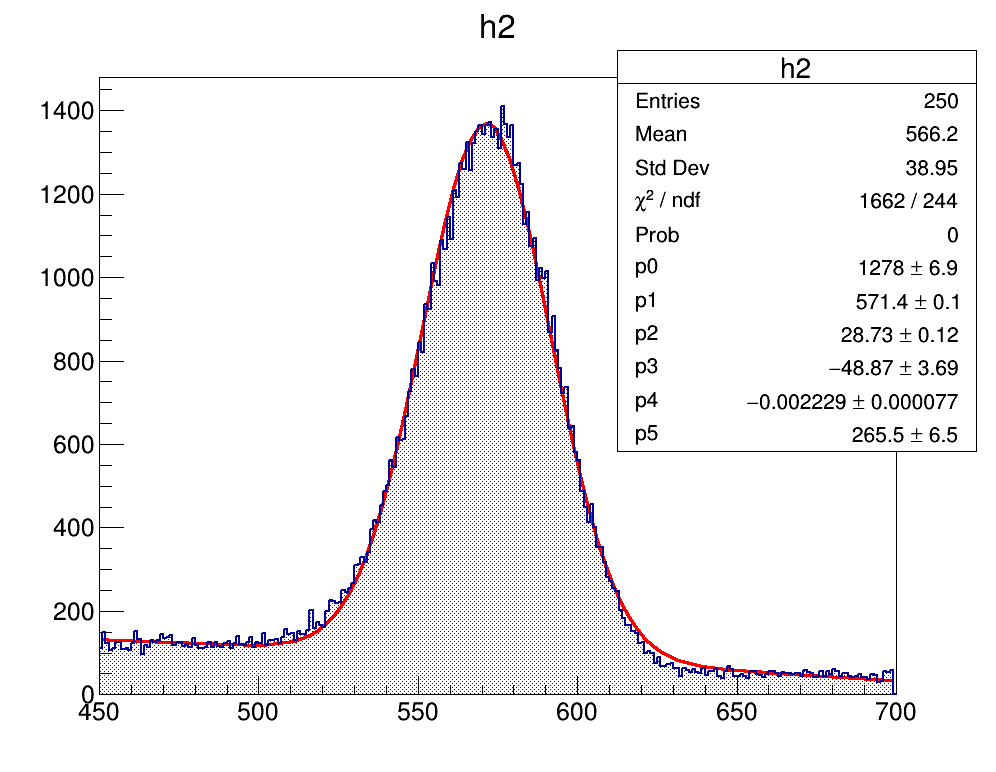 h2
h2
Entries 250
Mean 566.2
Std Dev 38.95
χ² / ndf 1662 / 244
Prob 0
p0 1278 ± 6.9
p1 571.4 ± 0.1
p2 28.73 ± 0.12
p3 −48.87 ± 3.69
p4 −0.002229 ± 0.000077
p5 265.5 ± 6.5
1400
1200
1000
800
600
400
200
0
450 500 550 600 650 700